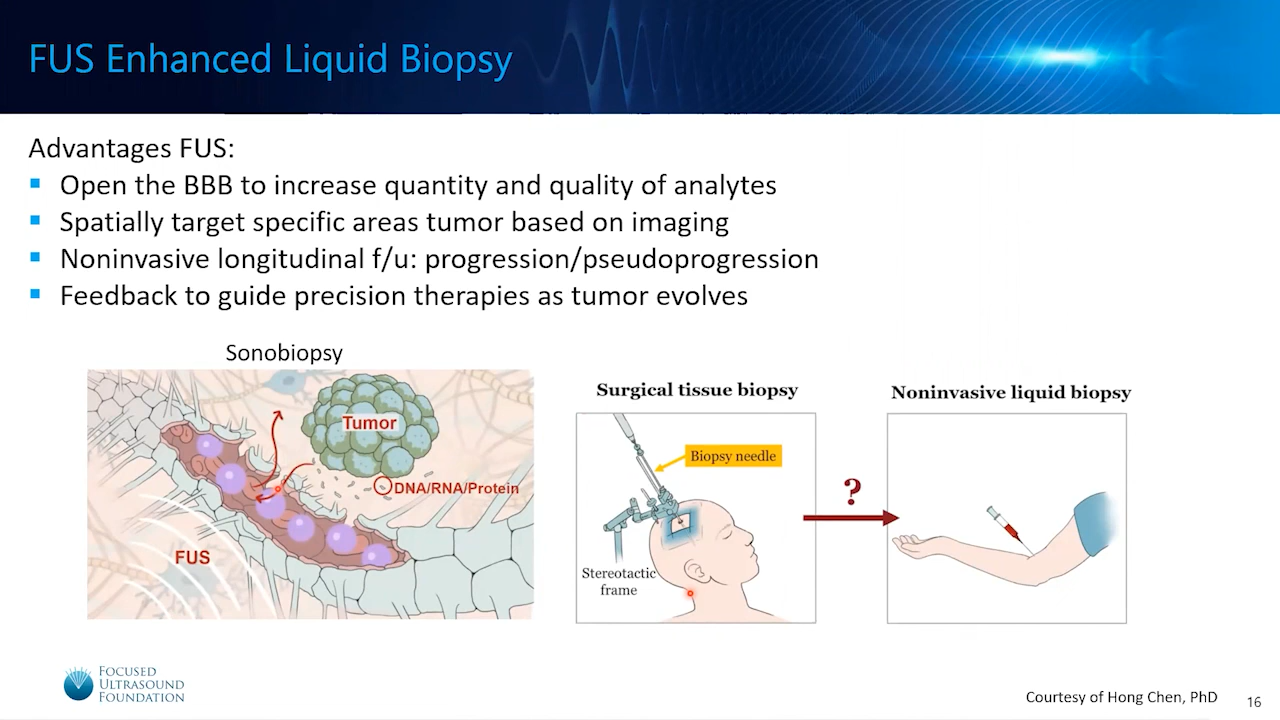 FUS Enhanced Liquid Biopsy
Advantages FUS:
Open the BBB to increase quantity and quality of analytes
Spatially target specific areas tumor based on imaging
Noninvasive longitudinal f/u: progression/pseudoprogression
Feedback to guide precision therapies as tumor evolves
Sonobiopsy
Tumor
DNA/RNA/Protein
FUS
Surgical tissue biopsy
Biopsy needle
Stereotactic
frame
?
Noninvasive liquid biopsy
FOCUSED
ULTRASOUND
FOUNDATION
Courtesy of Hong Chen, PhD
16